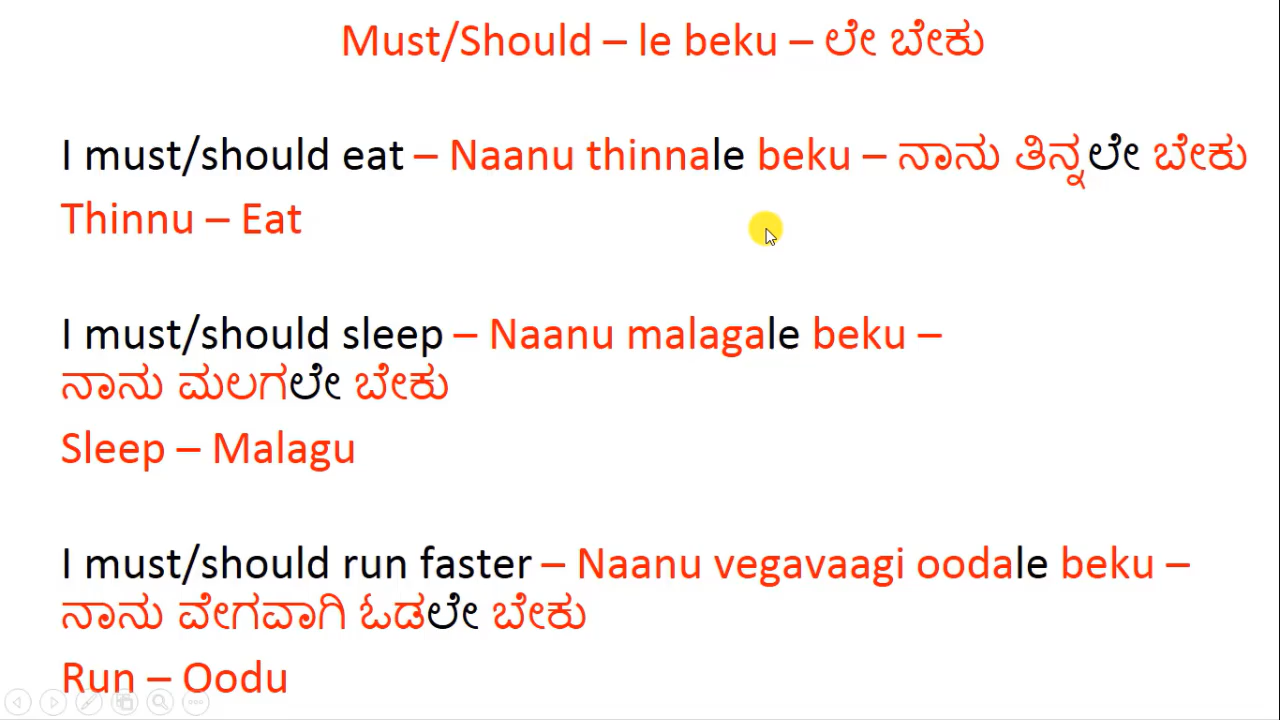 Must/Should – le beku – ಲೇ ಬೇಕು
I must/should eat – Naanu thinnale beku – ನಾನು ತಿನ್ನಲೇ ಬೇಕು
Thinnu – Eat
I must/should sleep – Naanu malagale beku –
ನಾನು ಮಲಗಲೇ ಬೇಕು
Sleep – Malagu
I must/should run faster – Naanu vegavaagi oodale beku –
ನಾನು ವೇಗವಾಗಿ ಓಡಲೇ ಬೇಕು
Run – Oodu